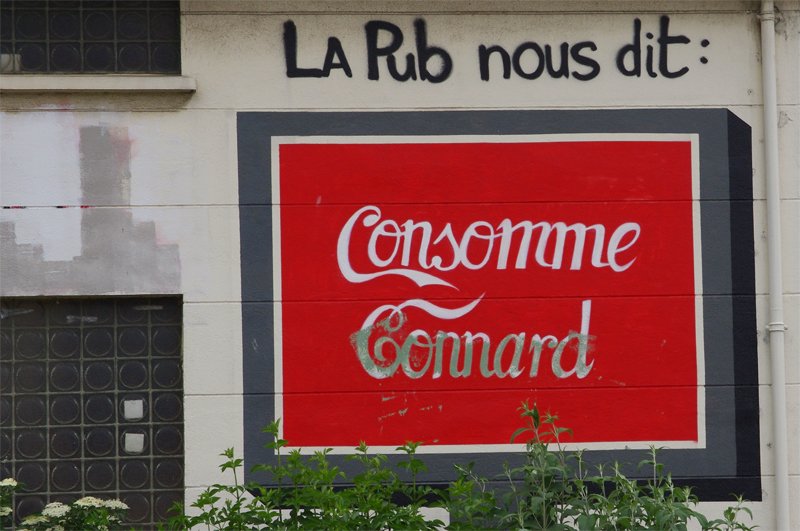 La Pub nous dit :
Consomme
Connard